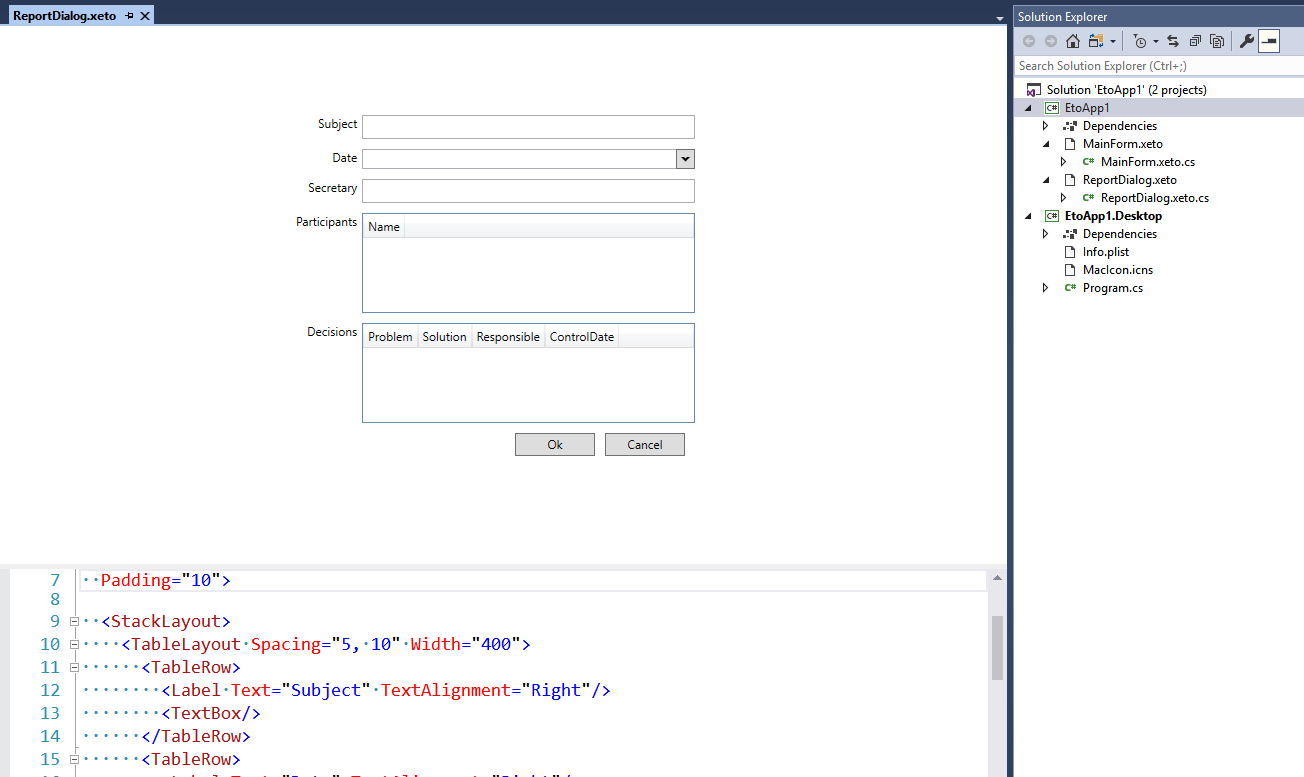 ReportDialog.xeto
Subject
Date
Secretary
Participants
Name
Decisions
Problem Solution Responsible ControlDate
Ok Cancel
7 ··Padding="10">
8
9 ··<StackLayout>
10 ····<TableLayout·Spacing="5,·10"·Width="400">
11 ······<TableRow>
12 ········<Label·Text="Subject"·TextAlignment="Right"/>
13 ········<TextBox/>
14 ······</TableRow>
15 ······<TableRow>
Solution Explorer
Search Solution Explorer (Ctrl+;)
Solution 'EtoApp1' (2 projects)
C# EtoApp1
Dependencies
MainForm.xeto
C# MainForm.xeto.cs
ReportDialog.xeto
C# ReportDialog.xeto.cs
C# EtoApp1.Desktop
Dependencies
Info.plist
MacIcon.icns
C# Program.cs